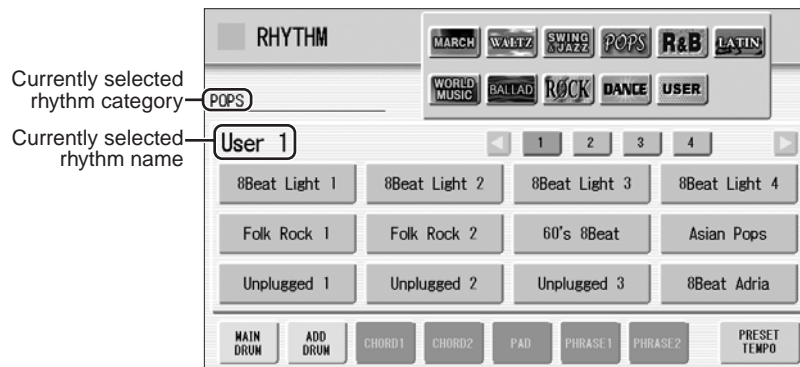 RHYTHM
MARCH WALTZ SWING & JAZZ POPS R&B LATIN
WORLD MUSIC BALLAD ROCK DANCE USER
Currently selected
rhythm category
POPS
Currently selected
rhythm name
User 1
1 2 3 4
8Beat Light 1 8Beat Light 2 8Beat Light 3 8Beat Light 4
Folk Rock 1 Folk Rock 2 60's 8Beat Asian Pops
Unplugged 1 Unplugged 2 Unplugged 3 8Beat Adria
MAIN DRUM ADD DRUM CHORD1 CHORD2 PAD PHRASE1 PHRASE2 PRESET TEMPO